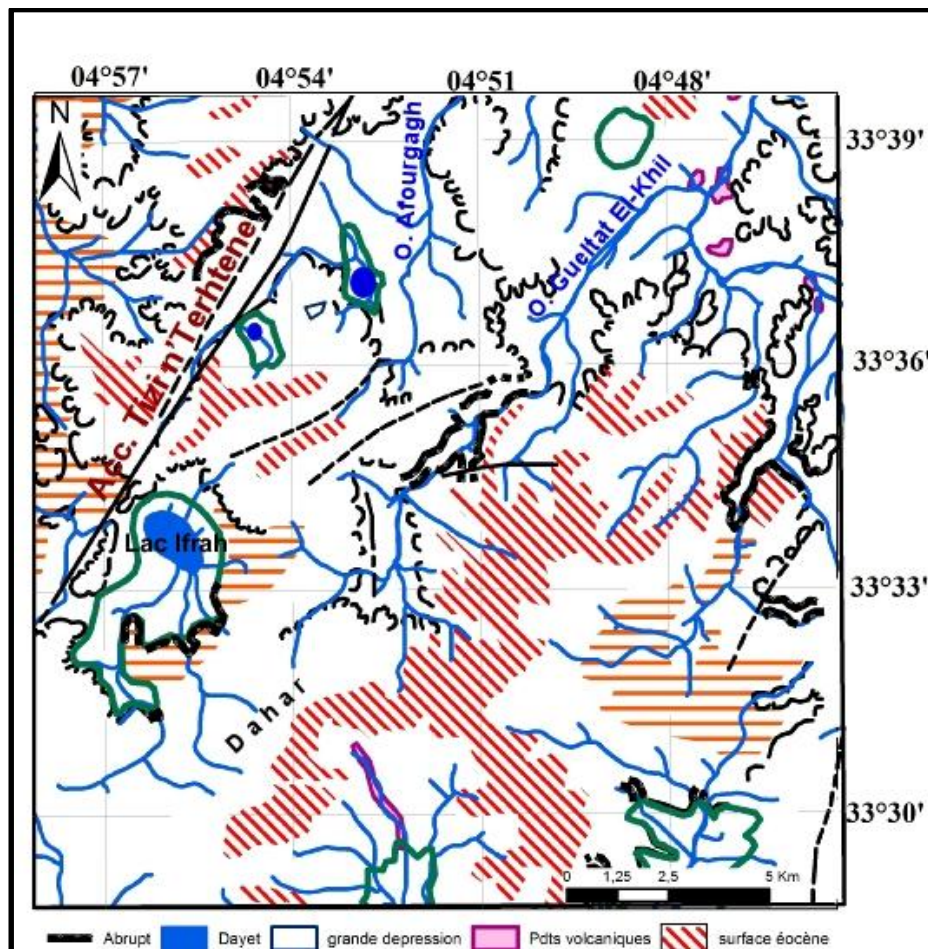 04°57' 04°54' 04°51 04°48'
N
33°39'
O. Afourgagh
O. Gueltat El-Khil
Acc. Tizi n'Terhtene
33°36'
Lac Ifrah
33°33'
Dahar
33°30'
0 1,25 2,5 5 Km
Abrupt Dayet grande depression Pdts volcaniques surface éocène